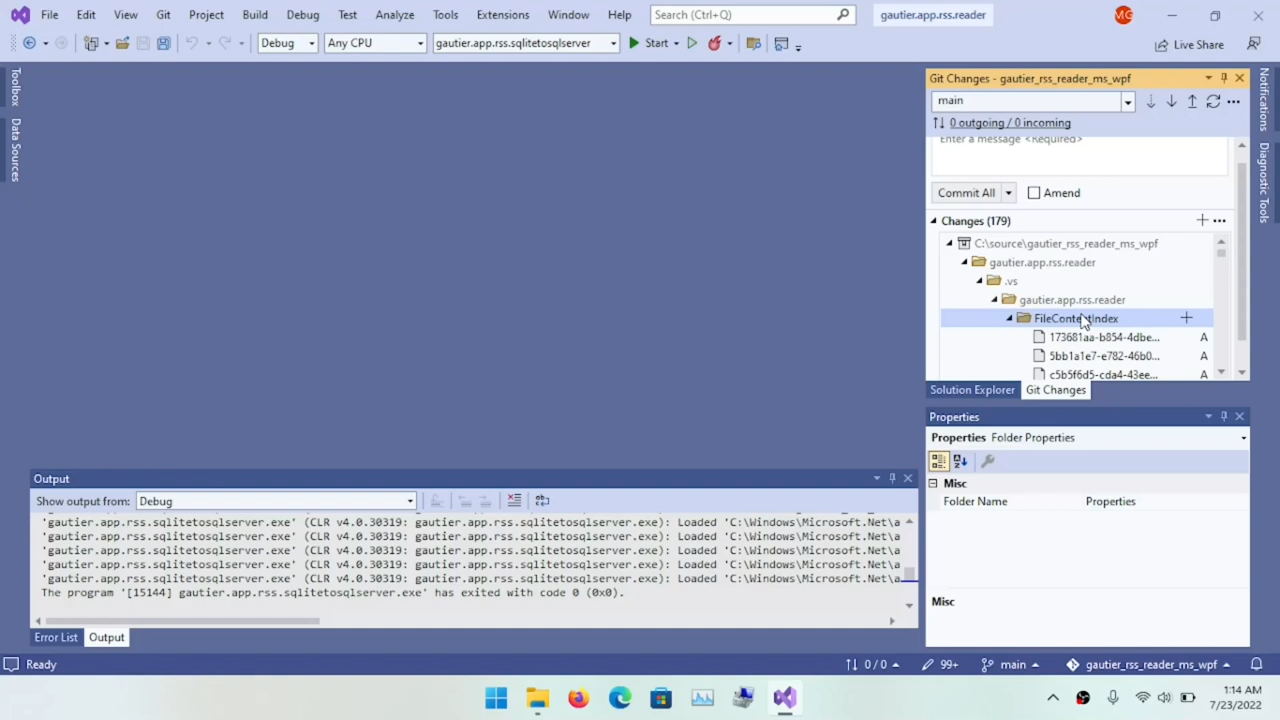 File Edit View Git Project Build Debug Test Analyze Tools Extensions Window Help Search (Ctrl+Q) gautier.app.rss.reader MG
Debug Any CPU gautier.app.rss.sqlitetosqlserver Start Live Share
Toolbox
Data Sources
Git Changes - gautier_rss_reader_ms_wpf
main
0 outgoing / 0 incoming
Enter a message <Required>
Commit All Amend
Changes (179)
C:\source\gautier_rss_reader_ms_wpf
gautier.app.rss.reader
.vs
gautier.app.rss.reader
FileContentIndex
173681aa-b854-4dbe... A
5bb1a1e7-e782-46b0... A
c5b5f6d5-cda4-43ee... A
Solution Explorer Git Changes
Notifications
Diagnostic Tools
Properties
Properties Folder Properties
Misc
Folder Name Properties
Misc
Output
Show output from: Debug
'gautier.app.rss.sqlitetosqlserver.exe' (CLR v4.0.30319: gautier.app.rss.sqlitetosqlserver.exe): Loaded 'C:\Windows\Microsoft.Net\a
'gautier.app.rss.sqlitetosqlserver.exe' (CLR v4.0.30319: gautier.app.rss.sqlitetosqlserver.exe): Loaded 'C:\Windows\Microsoft.Net\a
'gautier.app.rss.sqlitetosqlserver.exe' (CLR v4.0.30319: gautier.app.rss.sqlitetosqlserver.exe): Loaded 'C:\Windows\Microsoft.Net\a
'gautier.app.rss.sqlitetosqlserver.exe' (CLR v4.0.30319: gautier.app.rss.sqlitetosqlserver.exe): Loaded 'C:\Windows\Microsoft.Net\a
'gautier.app.rss.sqlitetosqlserver.exe' (CLR v4.0.30319: gautier.app.rss.sqlitetosqlserver.exe): Loaded 'C:\Windows\Microsoft.Net\a
The program '[15144] gautier.app.rss.sqlitetosqlserver.exe' has exited with code 0 (0x0).
Error List Output
Ready 0 / 0 99+ main gautier_rss_reader_ms_wpf
1:14 AM
7/23/2022